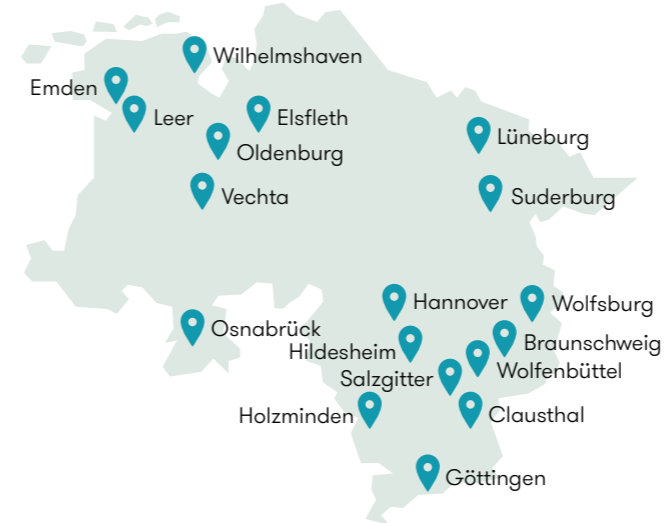 Wilhelmshaven
Emden
Leer
Elsfleth
Oldenburg
Lüneburg
Vechta
Suderburg
Hannover
Wolfsburg
Osnabrück
Braunschweig
Hildesheim
Wolfenbüttel
Salzgitter
Holzminden
Clausthal
Göttingen